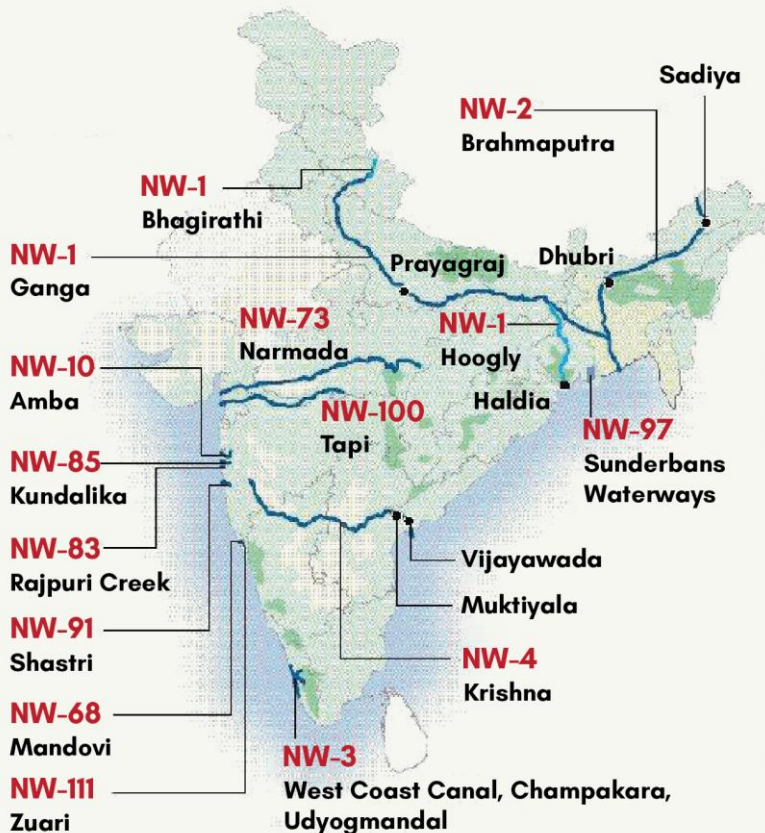 Sadiya
NW-2
Brahmaputra
NW-1
Bhagirathi
NW-1
Ganga
Prayagraj
Dhubri
NW-73
Narmada
NW-1
Hoogly
NW-10
Amba
Haldia
NW-100
Tapi
NW-97
Sunderbans
Waterways
NW-85
Kundalika
NW-83
Rajpuri Creek
Vijayawada
Muktiyala
NW-91
Shastri
NW-4
Krishna
NW-68
Mandovi
NW-3
West Coast Canal, Champakara,
Udyogmandal
NW-111
Zuari